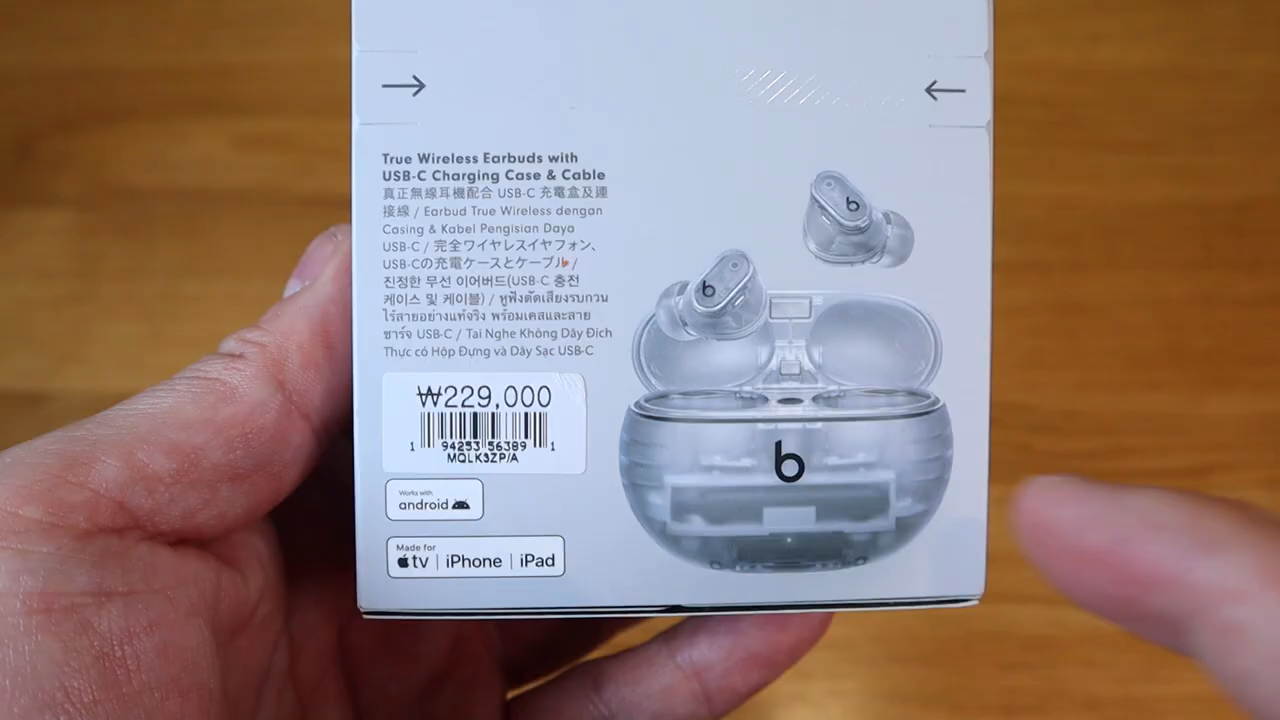 True Wireless Earbuds with
USB-C Charging Case & Cable
真正無線耳機配合 USB-C 充電盒及連
接線 / Earbud True Wireless dengan
Casing & Kabel Pengisian Daya
USB-C / 完全ワイヤレスイヤフォン、
USB-Cの充電ケースとケーブル /
진정한 무선 이어버드(USB-C 충전
케이스 및 케이블) / หูฟังตัดเสียงรบกวน
ไร้สายอย่างแท้จริง พร้อมเคสและสาย
ชาร์จ USB-C / Tai Nghe Không Dây Đích
Thực có Hộp Đựng và Dây Sạc USB-C
₩229,000
1 94253 56389 1
MQLK3ZP/A
Works with
android
Made for
tv | iPhone | iPad
b
b
b